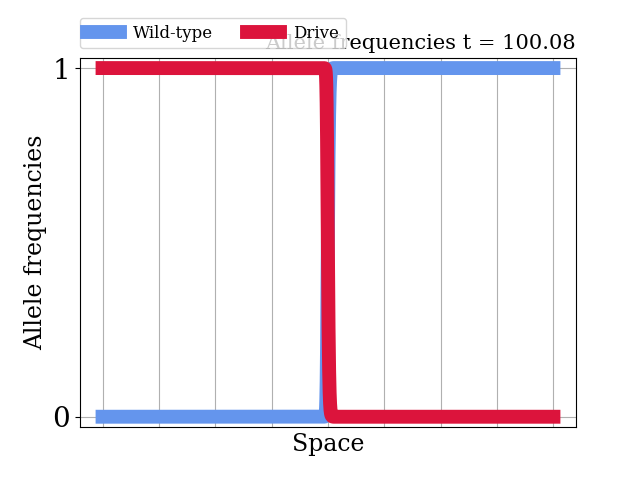 Wild-type Drive
Allele frequencies t = 100.08
1
Allele frequencies
0
Space